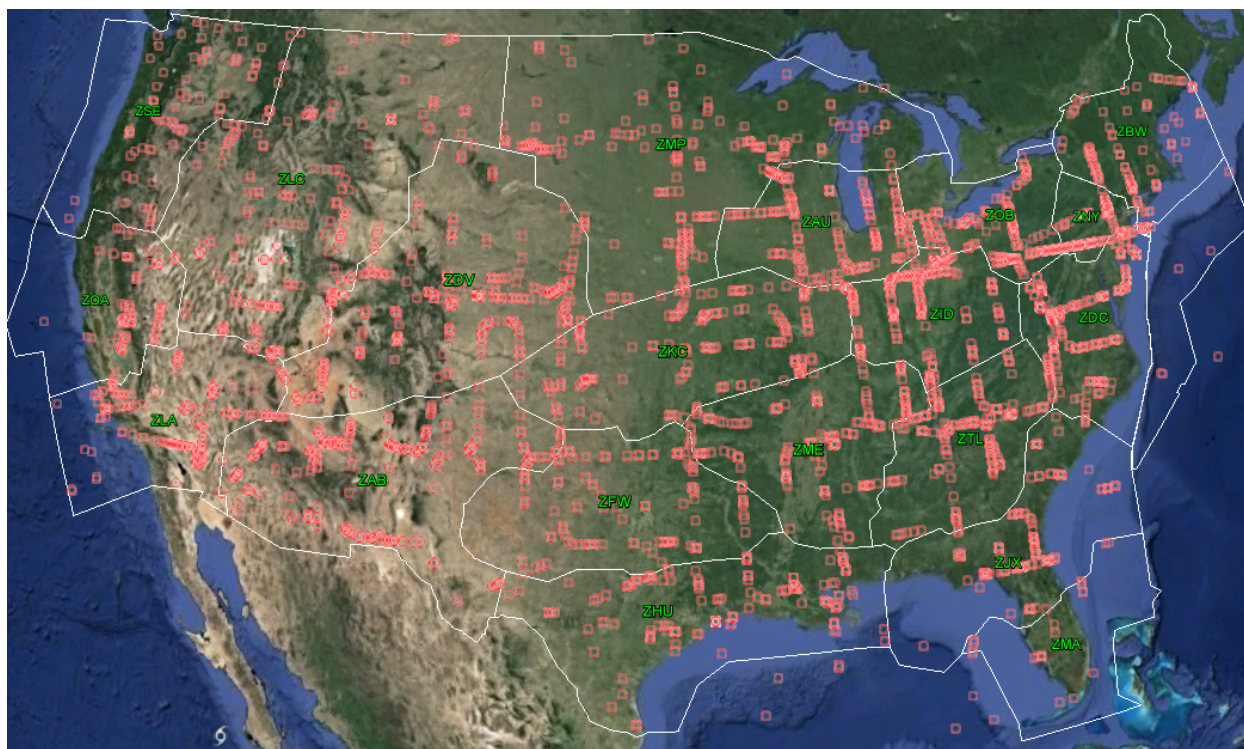 ZSE
ZBW
ZMP
ZLC
ZOB
ZNY
ZAU
ZDV
ZOA
ZID
ZDC
ZKC
ZLA
ZTL
ZME
ZAB
ZFW
ZJX
ZHU
ZMA